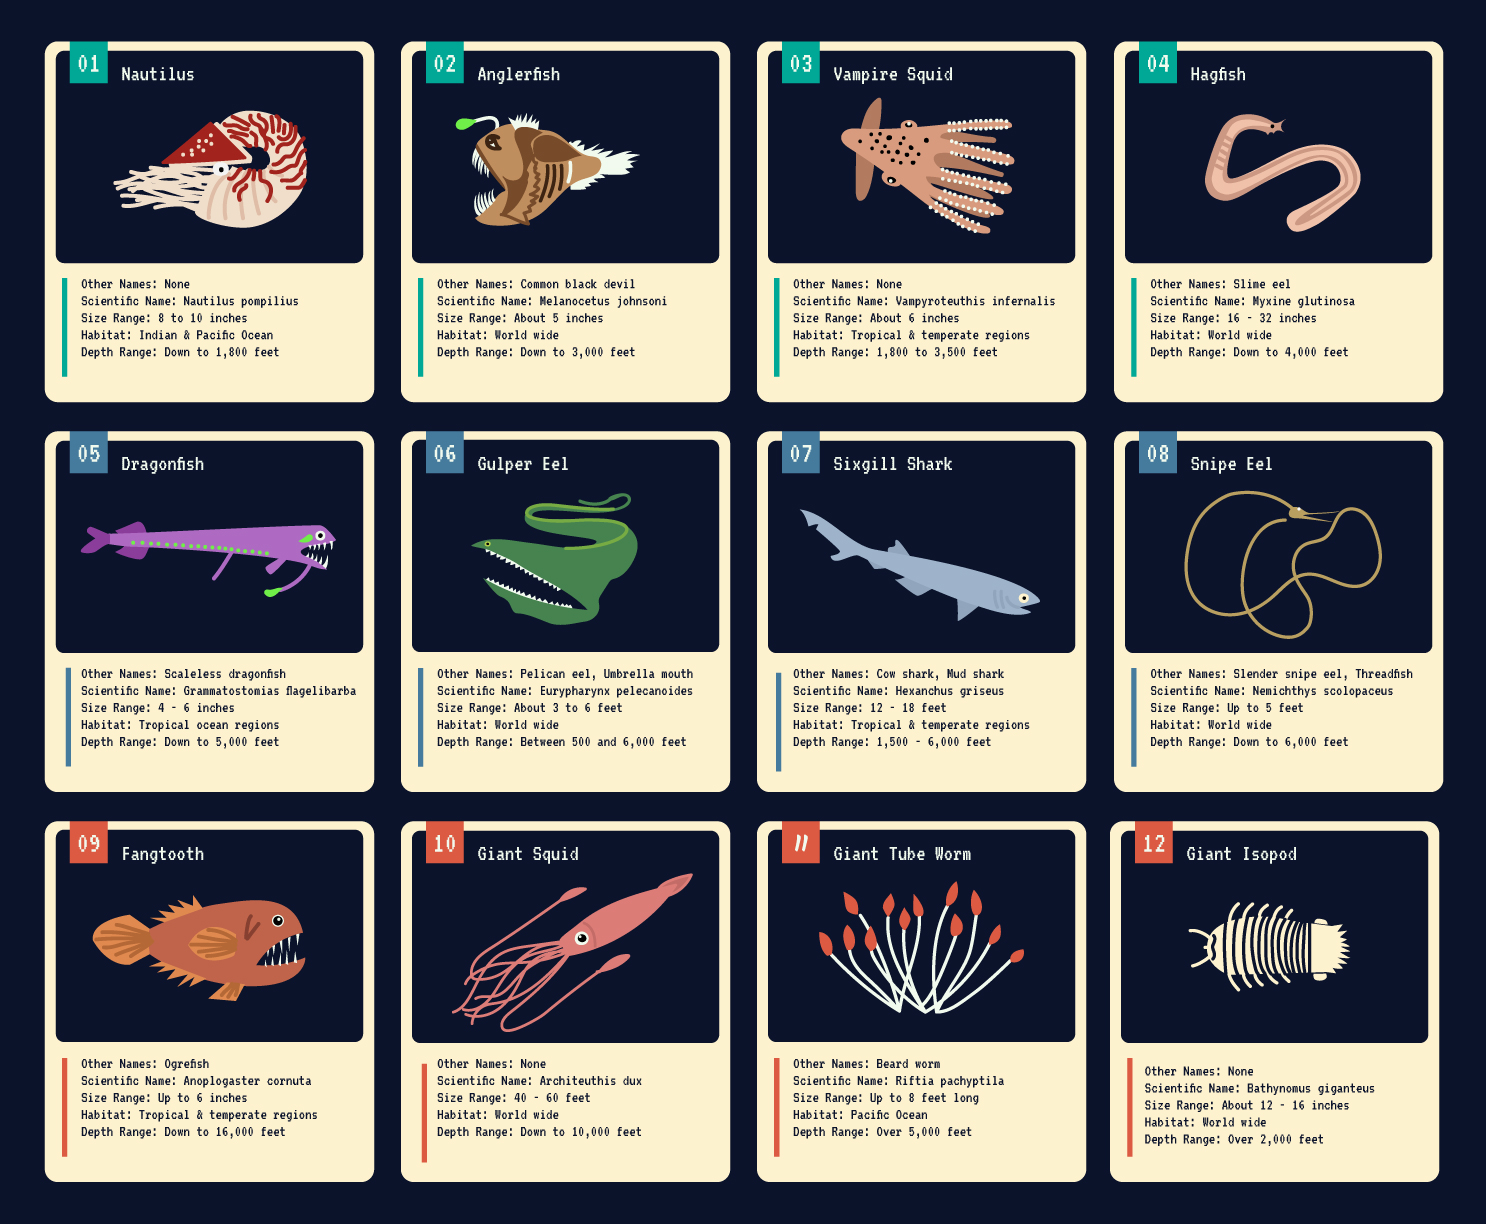 01
Nautilus
Other Names: None
Scientific Name: Nautilus pompilius
Size Range: 8 to 10 inches
Habitat: Indian & Pacific Ocean
Depth Range: Down to 1,800 feet
02
Anglerfish
Other Names: Common black devil
Scientific Name: Melanocetus johnsoni
Size Range: About 5 inches
Habitat: World wide
Depth Range: Down to 3,000 feet
03
Vampire Squid
Other Names: None
Scientific Name: Vampyroteuthis infernalis
Size Range: About 6 inches
Habitat: Tropical & temperate regions
Depth Range: 1,800 to 3,500 feet
04
Hagfish
Other Names: Slime eel
Scientific Name: Myxine glutinosa
Size Range: 16 - 32 inches
Habitat: World wide
Depth Range: Down to 4,000 feet
05
Dragonfish
Other Names: Scaleless dragonfish
Scientific Name: Grammatostomias flagelibarba
Size Range: 4 - 6 inches
Habitat: Tropical ocean regions
Depth Range: Down to 5,000 feet
06
Gulper Eel
Other Names: Pelican eel, Umbrella mouth
Scientific Name: Eurypharynx pelecanoides
Size Range: About 3 to 6 feet
Habitat: World wide
Depth Range: Between 500 and 6,000 feet
07
Sixgill Shark
Other Names: Cow shark, Mud shark
Scientific Name: Hexanchus griseus
Size Range: 12 - 18 feet
Habitat: Tropical & temperate regions
Depth Range: 1,500 - 6,000 feet
08
Snipe Eel
Other Names: Slender snipe eel, Threadfish
Scientific Name: Nemichthys scolopaceus
Size Range: Up to 5 feet
Habitat: World wide
Depth Range: Down to 6,000 feet
09
Fangtooth
Other Names: Ogrefish
Scientific Name: Anoplogaster cornuta
Size Range: Up to 6 inches
Habitat: Tropical & temperate regions
Depth Range: Down to 16,000 feet
10
Giant Squid
Other Names: None
Scientific Name: Architeuthis dux
Size Range: 40 - 60 feet
Habitat: World wide
Depth Range: Down to 10,000 feet
11
Giant Tube Worm
Other Names: Beard worm
Scientific Name: Riftia pachyptila
Size Range: Up to 8 feet long
Habitat: Pacific Ocean
Depth Range: Over 5,000 feet
12
Giant Isopod
Other Names: None
Scientific Name: Bathynomus giganteus
Size Range: About 12 - 16 inches
Habitat: World wide
Depth Range: Over 2,000 feet